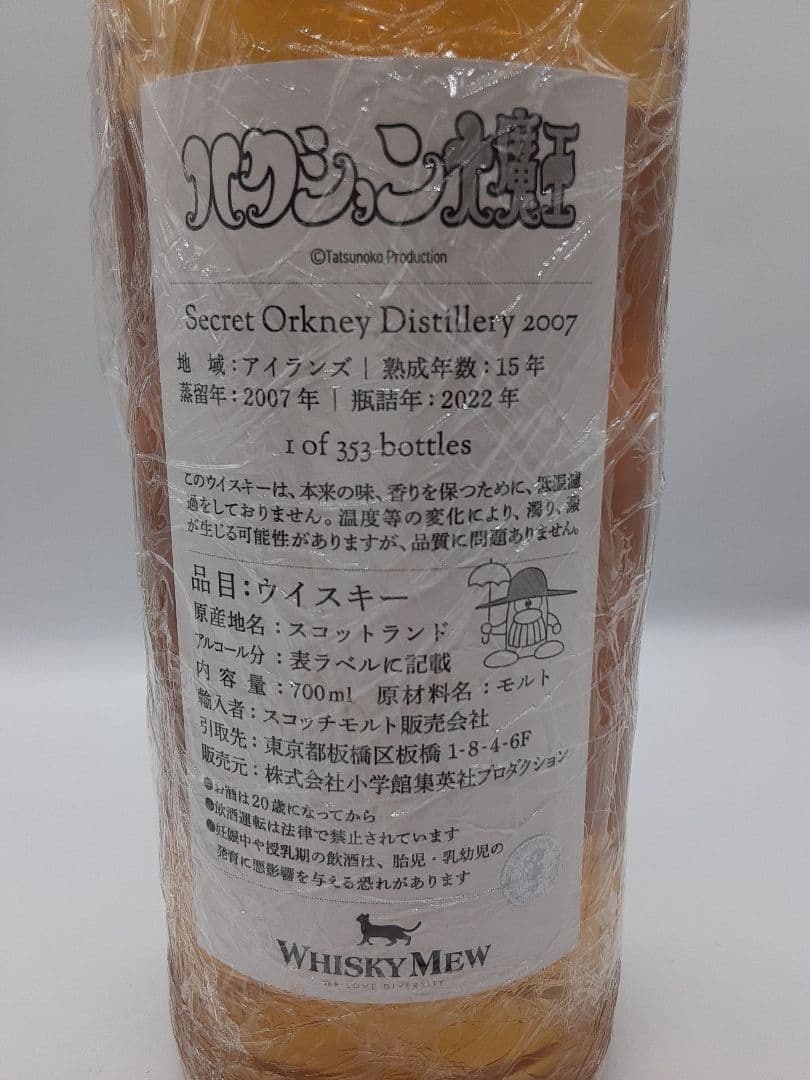 ハクション大魔王
©Tatsunoko Production
Secret Orkney Distillery 2007
地 域：アイランズ | 熟成年数：15年
蒸留年：2007年 | 瓶詰年：2022年
1 of 353 bottles
このウイスキーは、本来の味、香りを保つために、低温濾
過をしておりません。温度等の変化により、濁り、澱
が生じる可能性がありますが、品質に問題ありません。
品目：ウイスキー
原産地名：スコットランド
アルコール分：表ラベルに記載
内 容 量：700ml 原材料名：モルト
輸入者：スコッチモルト販売会社
引取先：東京都板橋区板橋 1-8-4-6F
販売元：株式会社小学館集英社プロダクション
●お酒は20歳になってから
●飲酒運転は法律で禁止されています
●妊娠中や授乳期の飲酒は、胎児・乳幼児の
発育に悪影響を与える恐れがあります
WHISKY MEW
WE LOVE DIVERSITY